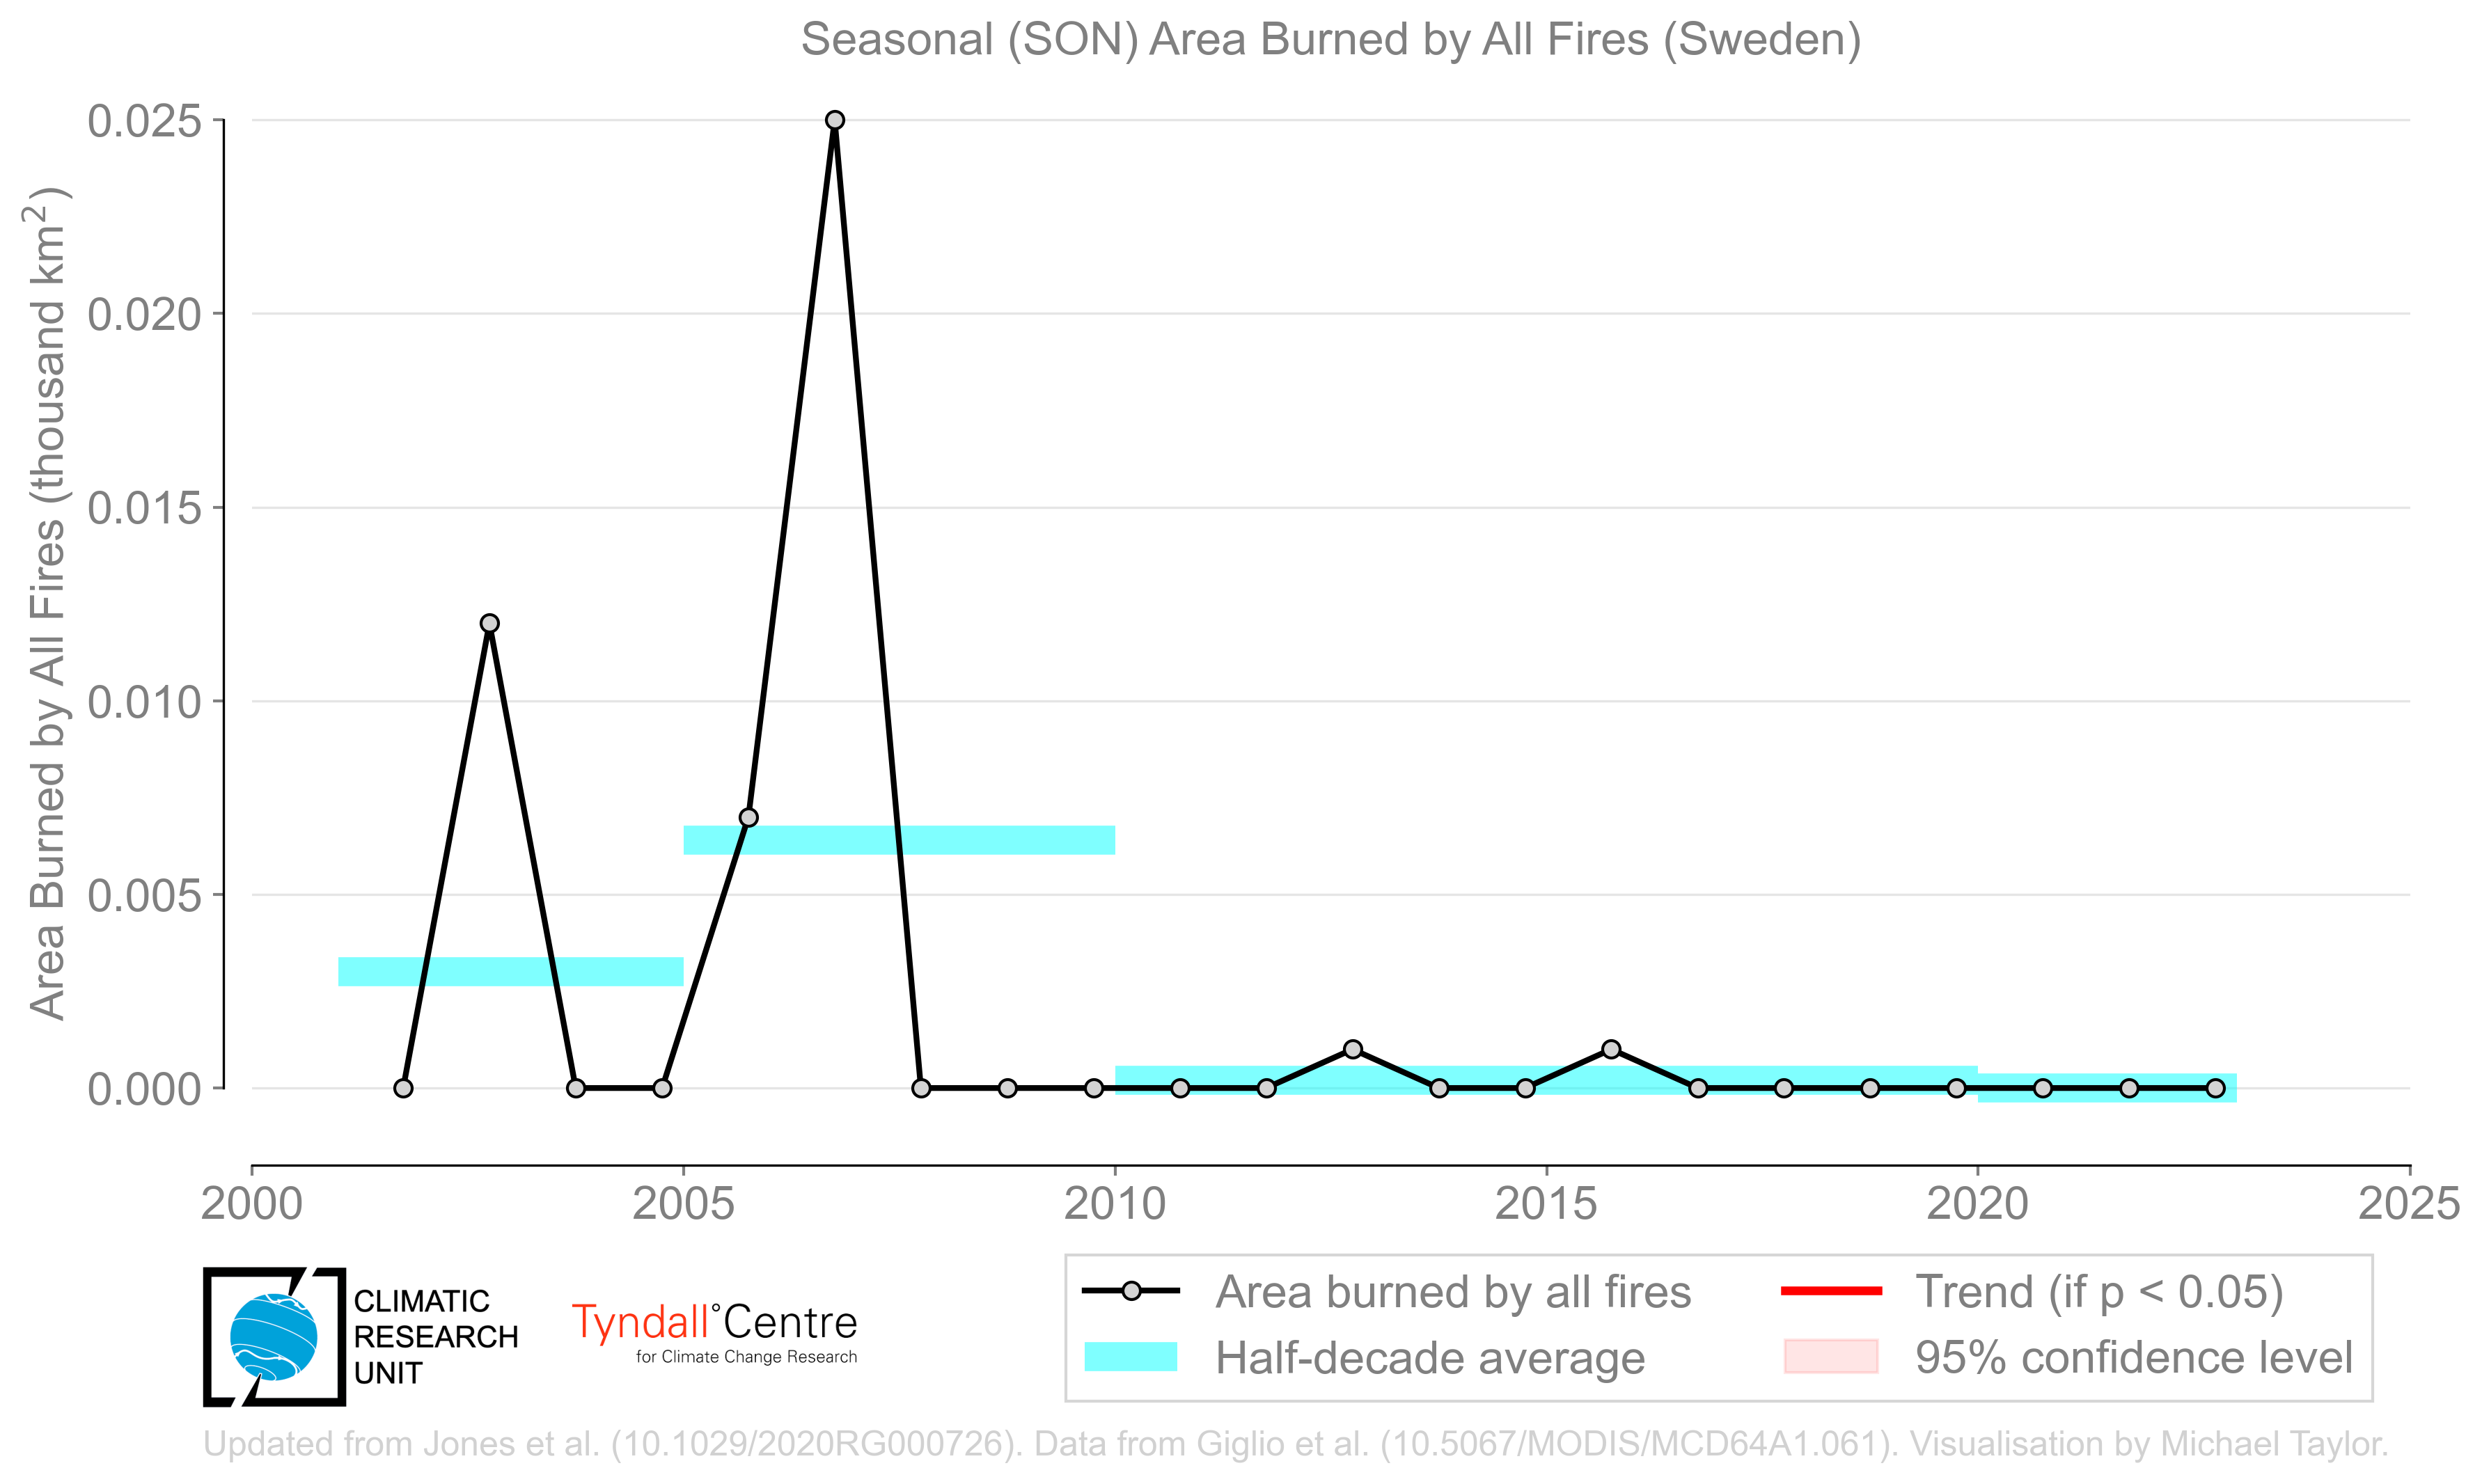 Seasonal (SON) Area Burned by All Fires (Sweden)
Area Burned by All Fires (thousand km²)
0.025
0.020
0.015
0.010
0.005
0.000
2000 2005 2010 2015 2020 2025
CLIMATIC
RESEARCH
UNIT
Tyndall°Centre
for Climate Change Research
Area burned by all fires
Half-decade average
Trend (if p < 0.05)
95% confidence level
Updated from Jones et al. (10.1029/2020RG000726). Data from Giglio et al. (10.5067/MODIS/MCD64A1.061). Visualisation by Michael Taylor.